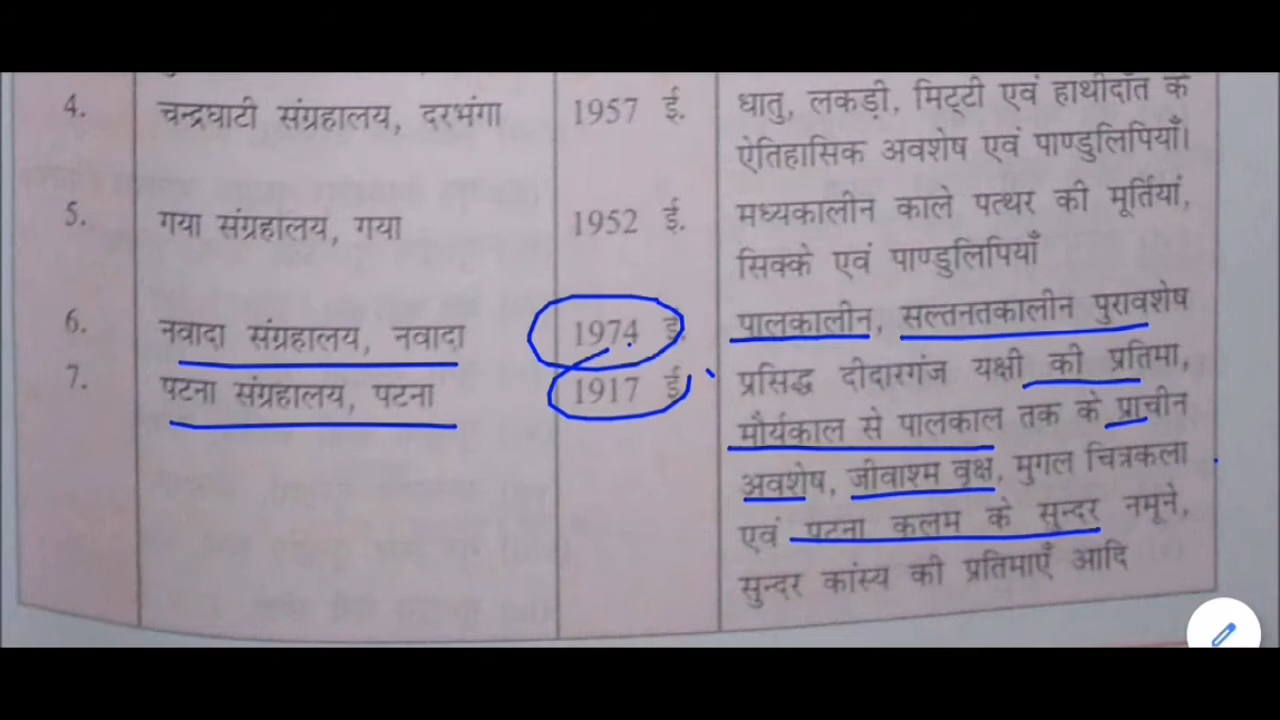 4. चन्द्रघाटी संग्रहालय, दरभंगा 1957 ई. धातु, लकड़ी, मिट्टी एवं हाथीदाँत के
ऐतिहासिक अवशेष एवं पाण्डुलिपियाँ।
5. गया संग्रहालय, गया 1952 ई. मध्यकालीन काले पत्थर की मूर्तियां,
सिक्के एवं पाण्डुलिपियाँ
6. नवादा संग्रहालय, नवादा 1974 ई. पालकालीन, सल्तनतकालीन पुरावशेष
7. पटना संग्रहालय, पटना 1917 ई. प्रसिद्ध दीदारगंज यक्षी की प्रतिमा,
मौर्यकाल से पालकाल तक के प्राचीन
अवशेष, जीवाश्म वृक्ष, मुगल चित्रकला
एवं पटना कलम के सुन्दर नमूने,
सुन्दर कांस्य की प्रतिमाएँ आदि